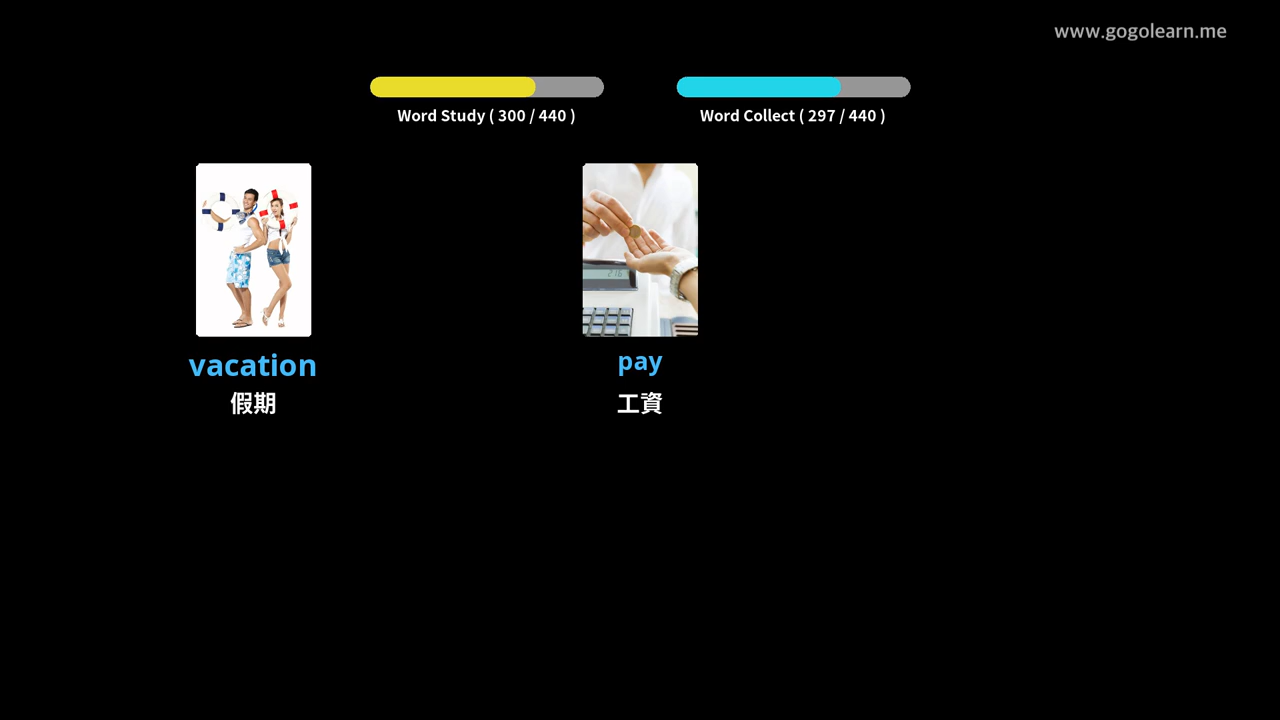 www.gogolearn.me
Word Study ( 300 / 440 )
Word Collect ( 297 / 440 )
vacation
假期
pay
工資